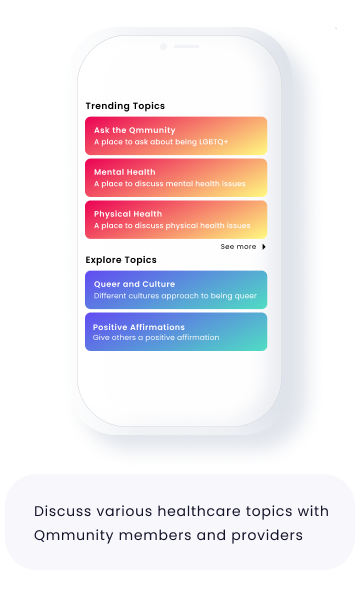 Trending Topics
Ask the Qmmunity
A place to ask about being LGBTQ+
Mental Health
A place to discuss mental health issues
Physical Health
A place to discuss physical health issues
See more
Explore Topics
Queer and Culture
Different cultures approach to being queer
Positive Affirmations
Give others a positive affirmation
Discuss various healthcare topics with
Qmmunity members and providers